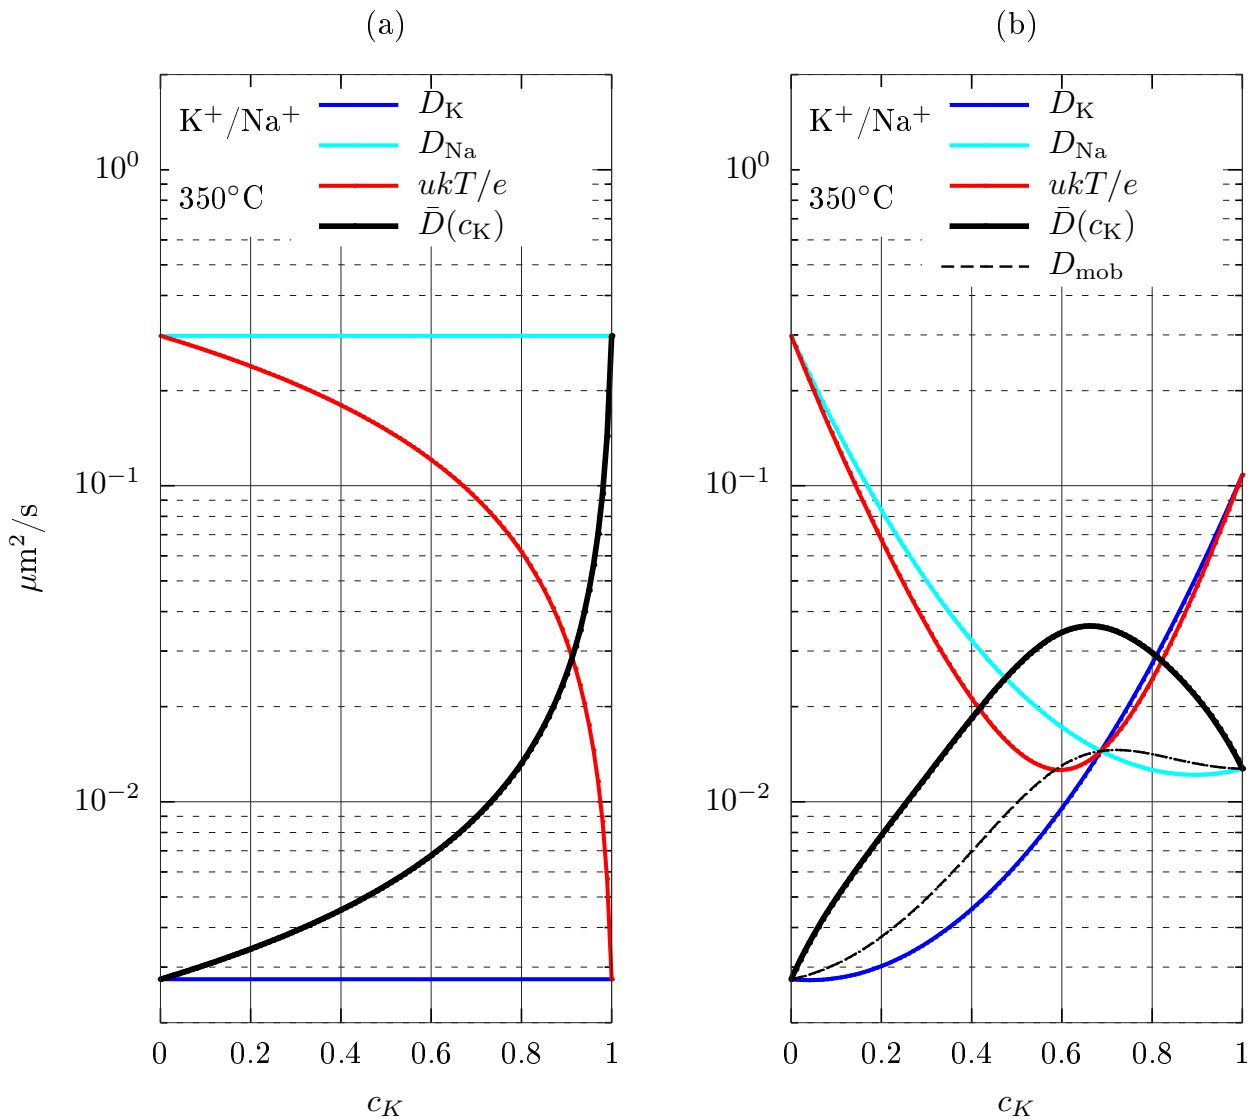 (a)
K⁺/Na⁺
350°C
D_K
D_Na
ukT/e
D̄(c_K)
10⁰
10⁻¹
10⁻²
μm²/s
0 0.2 0.4 0.6 0.8 1
c_K
(b)
K⁺/Na⁺
350°C
D_K
D_Na
ukT/e
D̄(c_K)
D_mob
10⁰
10⁻¹
10⁻²
0 0.2 0.4 0.6 0.8 1
c_K